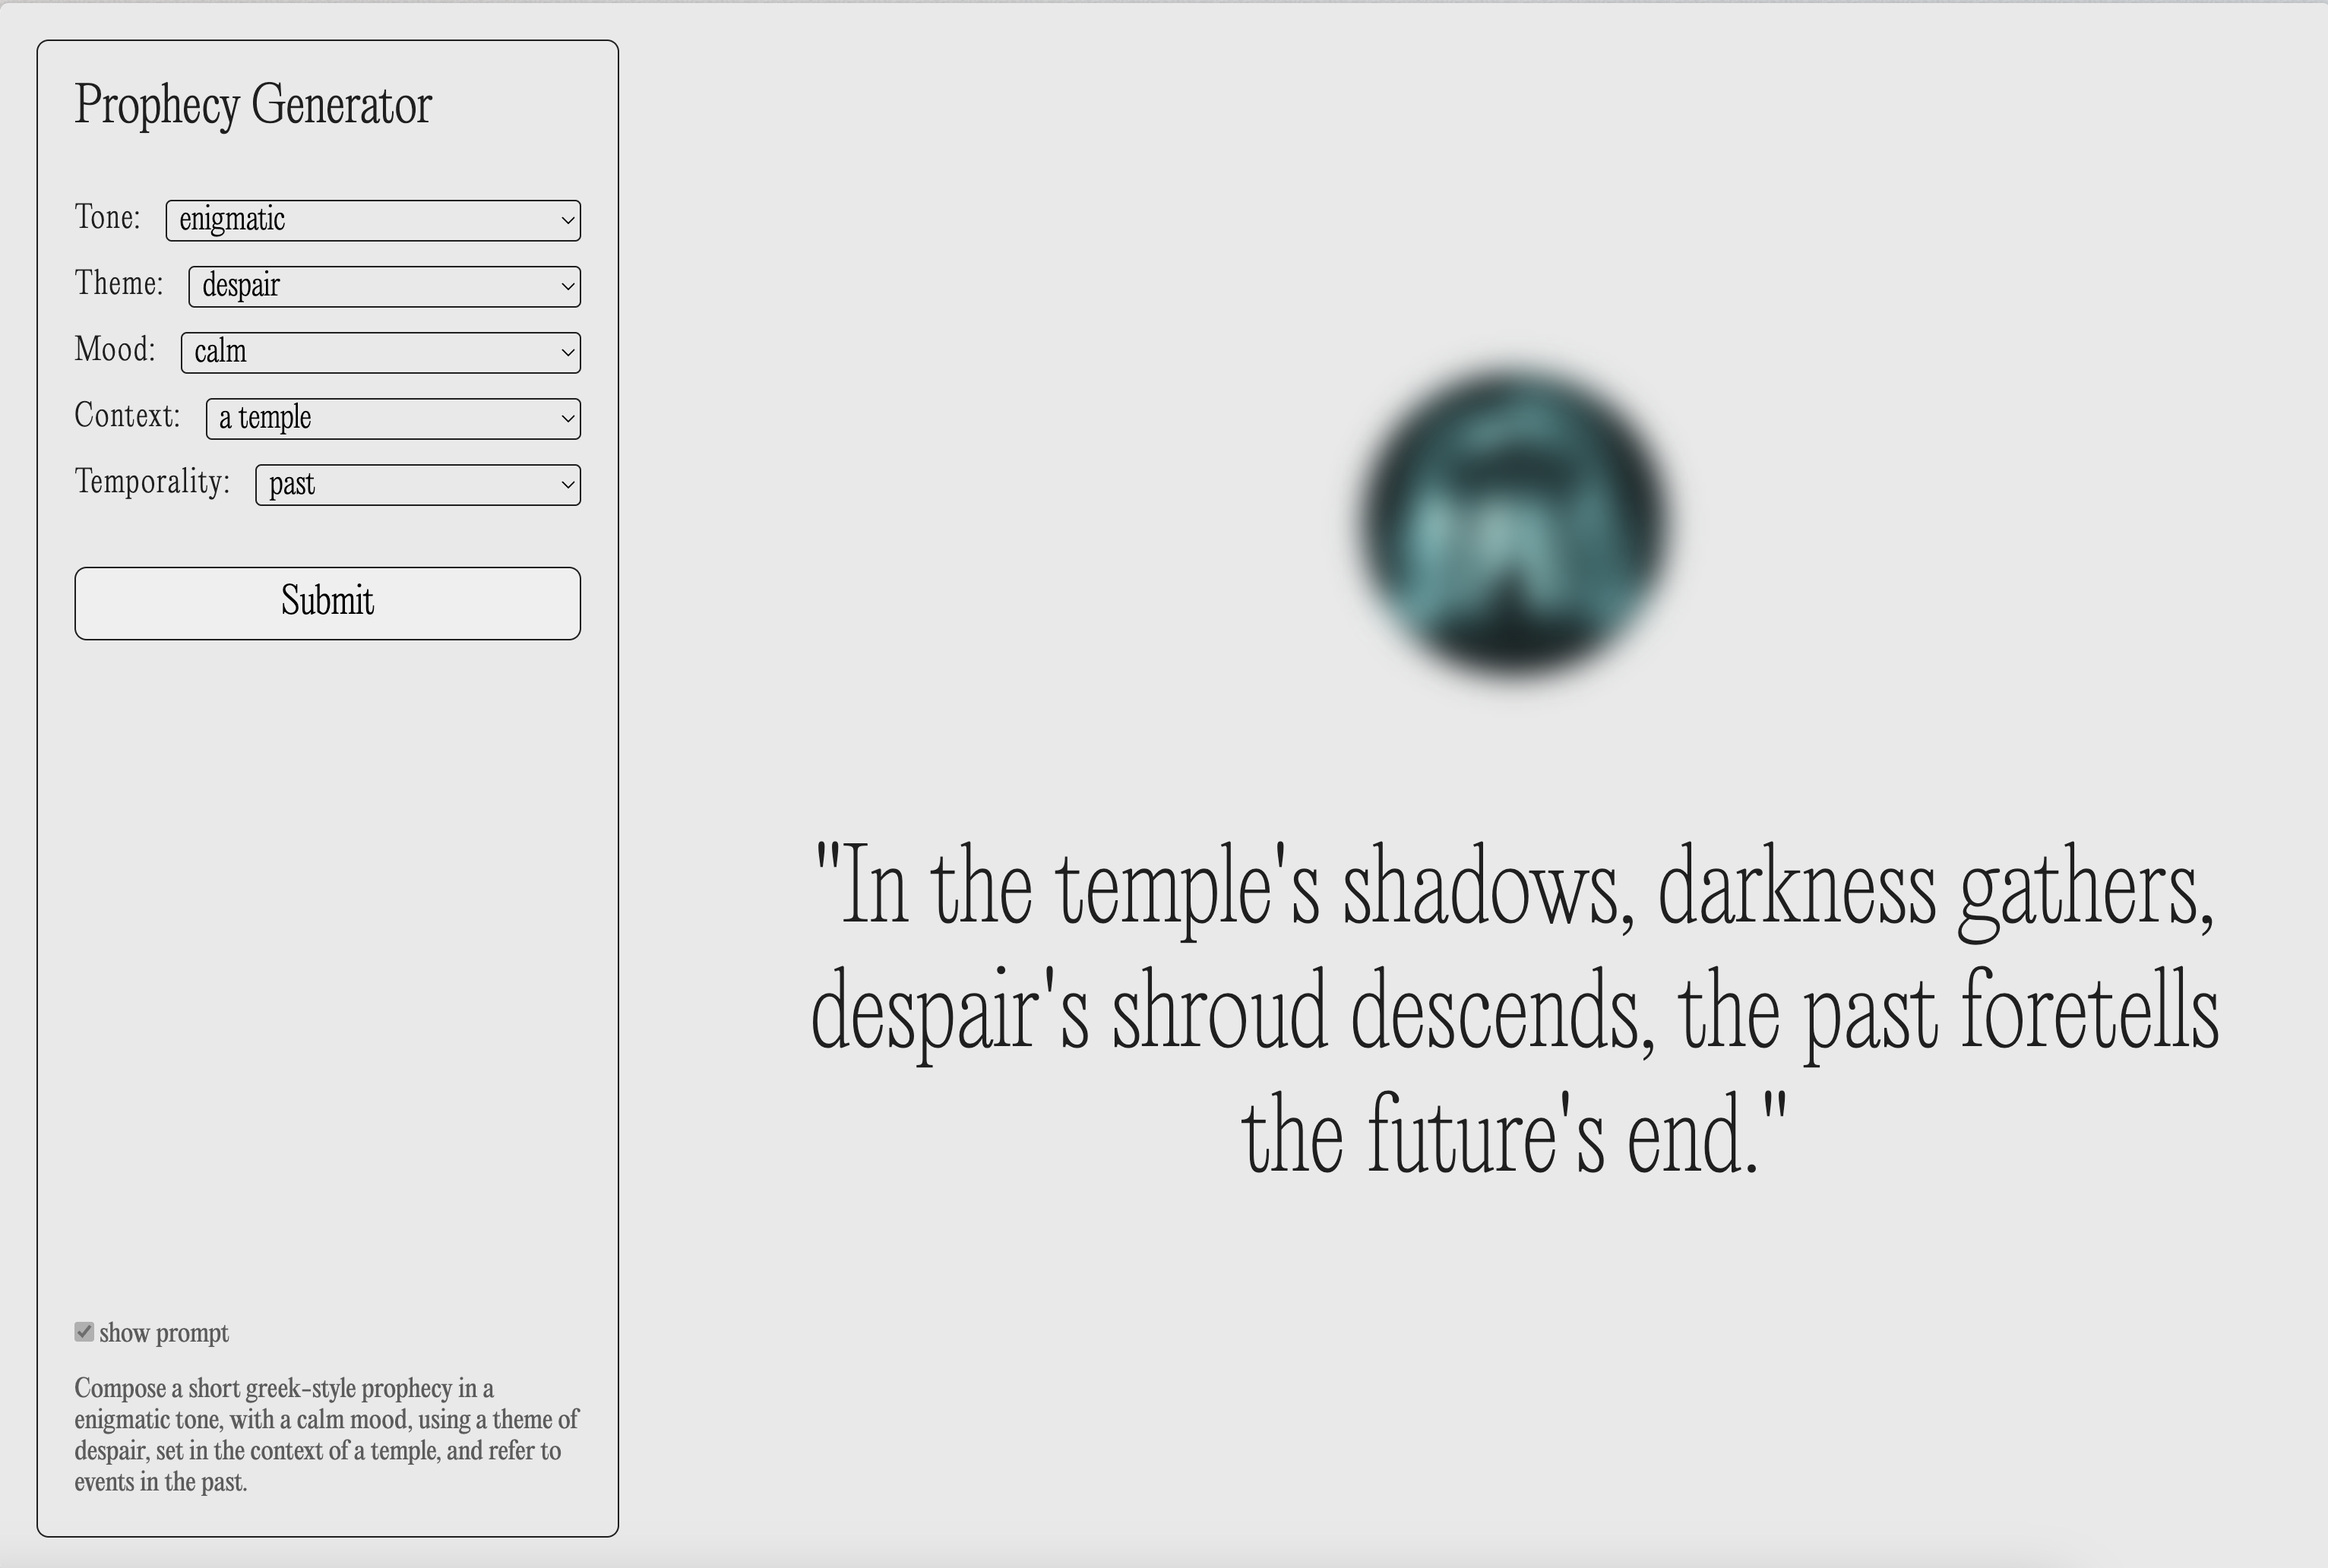 Prophecy Generator
Tone: enigmatic
Theme: despair
Mood: calm
Context: a temple
Temporality: past
Submit
show prompt
Compose a short greek-style prophecy in a
enigmatic tone, with a calm mood, using a theme of
despair, set in the context of a temple, and refer to
events in the past.
"In the temple's shadows, darkness gathers,
despair's shroud descends, the past foretells
the future's end."